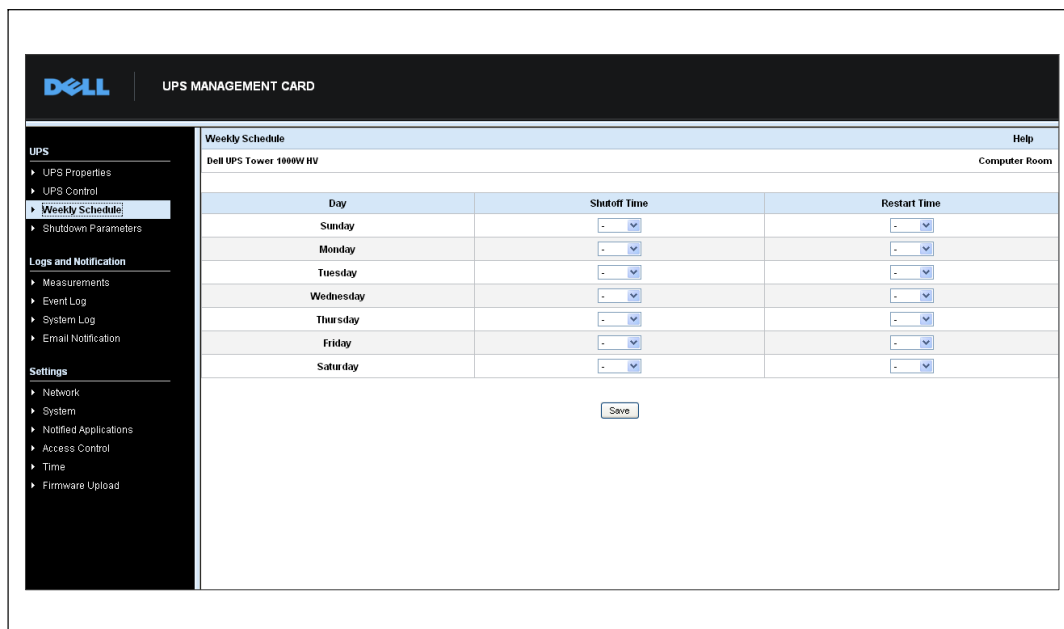 DELL
UPS MANAGEMENT CARD
UPS
UPS Properties
UPS Control
Weekly Schedule
Shutdown Parameters
Logs and Notification
Measurements
Event Log
System Log
Email Notification
Settings
Network
System
Notified Applications
Access Control
Time
Firmware Upload
Weekly Schedule Help
Dell UPS Tower 1000W HV Computer Room
Day Shutoff Time Restart Time
Sunday - -
Monday - -
Tuesday - -
Wednesday - -
Thursday - -
Friday - -
Saturday - -
Save